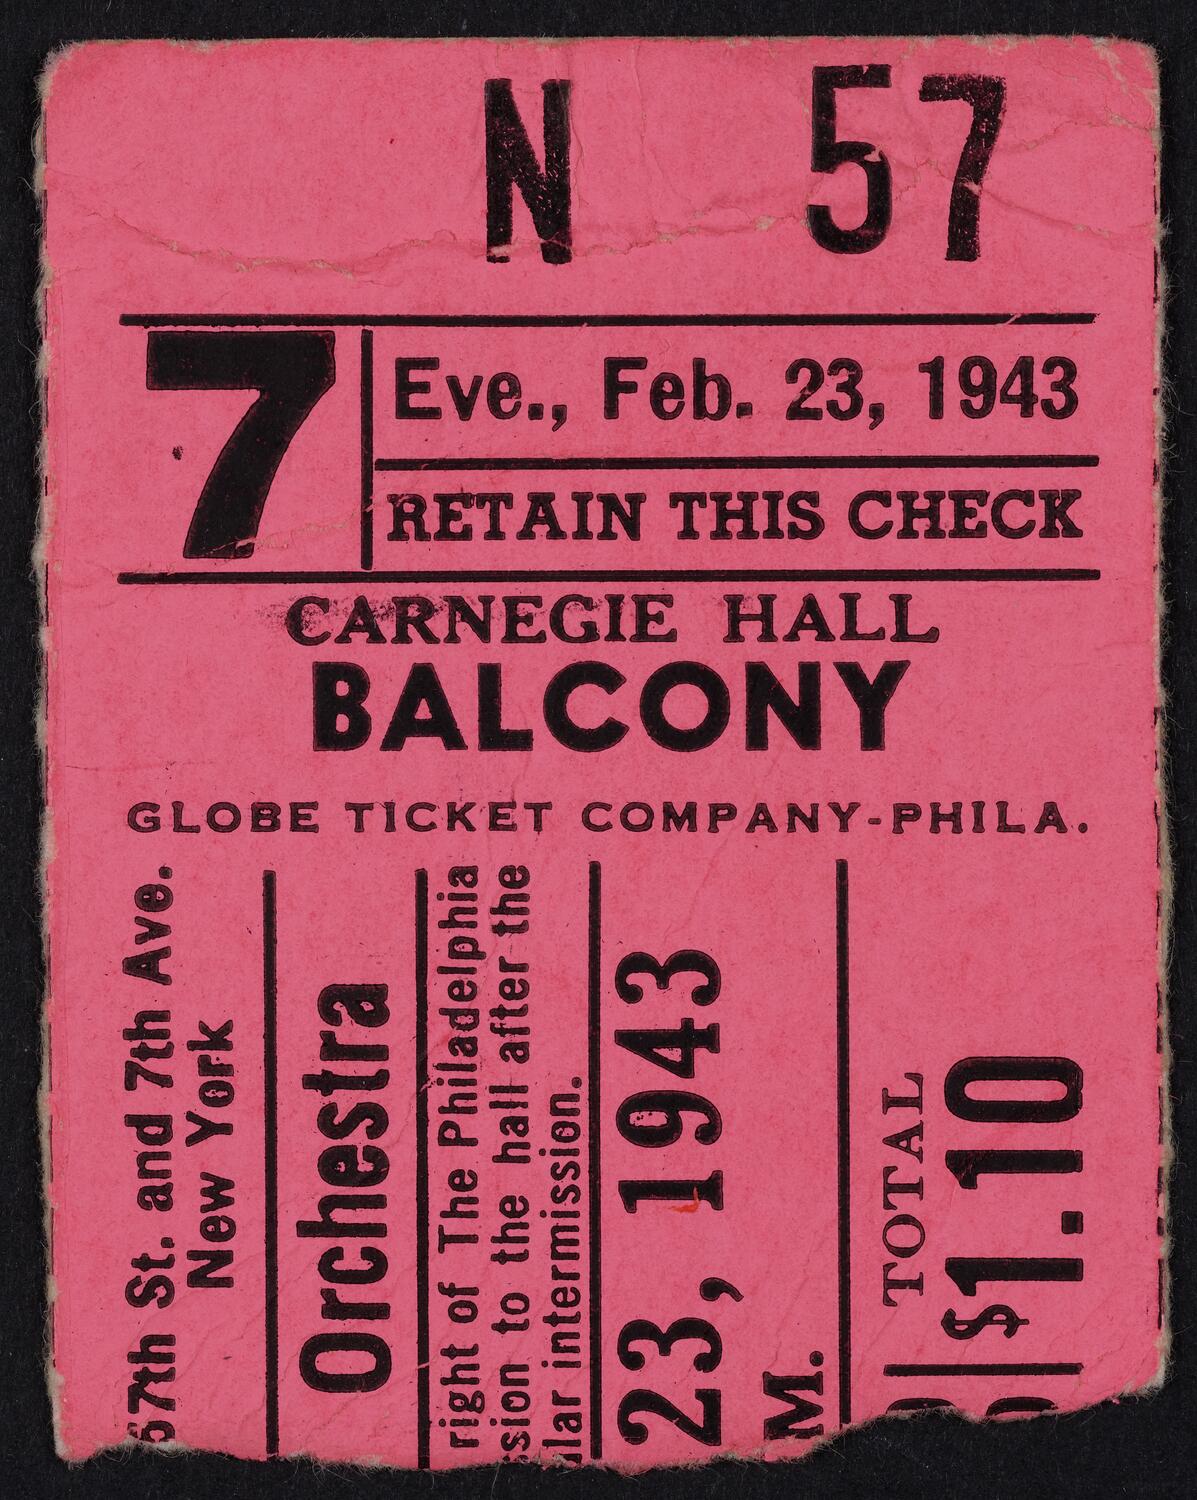 N 57
7
Eve., Feb. 23, 1943
RETAIN THIS CHECK
CARNEGIE HALL
BALCONY
GLOBE TICKET COMPANY-PHILA.
57th St. and 7th Ave.
New York
Orchestra
right of The Philadelphia
ssion to the hall after the
lar intermission.
23, 1943
M.
TOTAL
$1.10